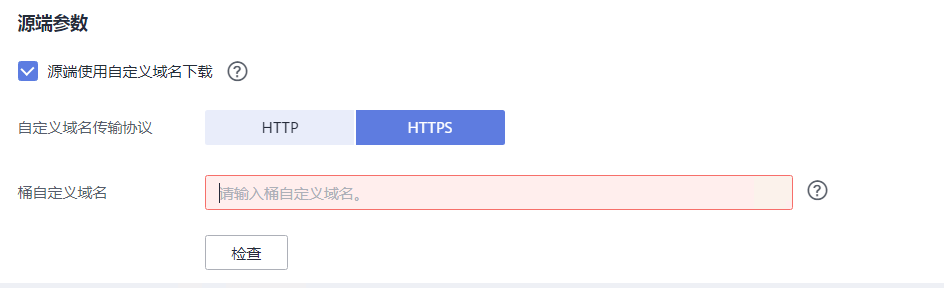 源端参数
源端使用自定义域名下载 ?
自定义域名传输协议 HTTP HTTPS
桶自定义域名 请输入桶自定义域名。 ?
检查